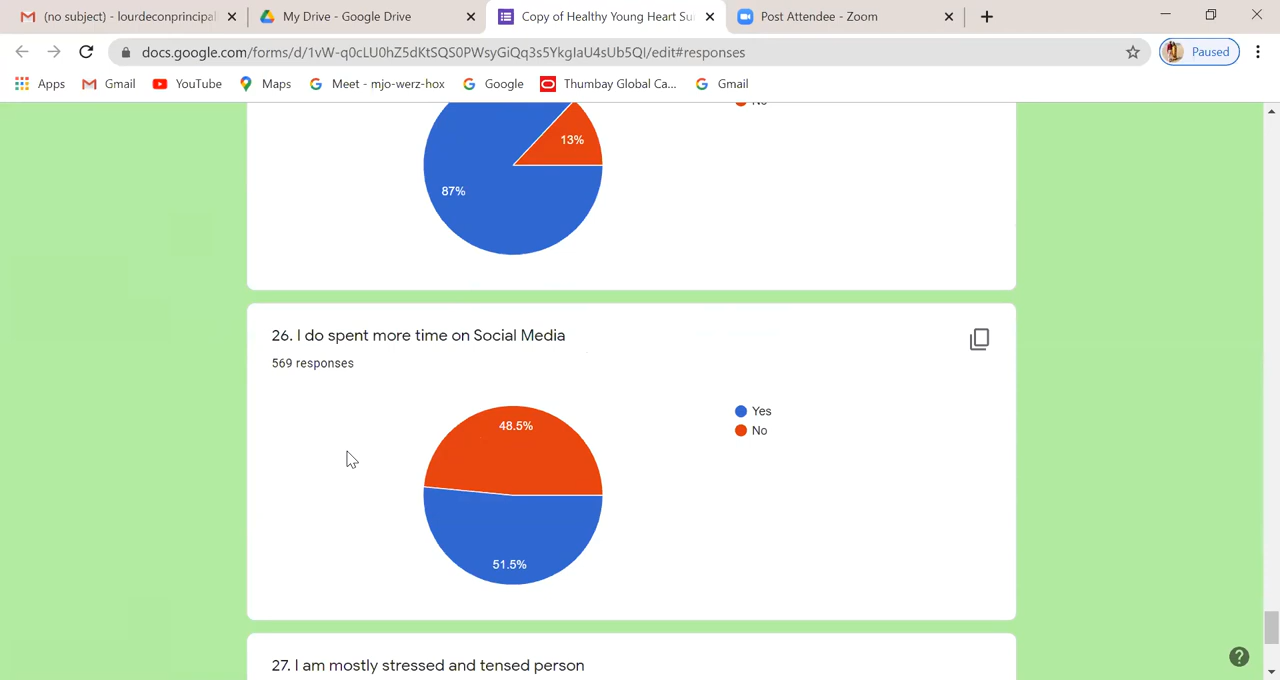 (no subject) - lourdeconprincipal
My Drive - Google Drive
Copy of Healthy Young Heart Su
Post Attendee - Zoom
docs.google.com/forms/d/1vW-q0cLU0hZ5dKtSQS0PWsyGiQg3s5YkgIaU4sUb5QI/edit#responses
Paused
Apps
Gmail
YouTube
Maps
Meet - mjo-werz-hox
Google
Thumbay Global Ca...
Gmail
No
13%
87%
26. I do spent more time on Social Media
569 responses
Yes
No
48.5%
51.5%
27. I am mostly stressed and tensed person